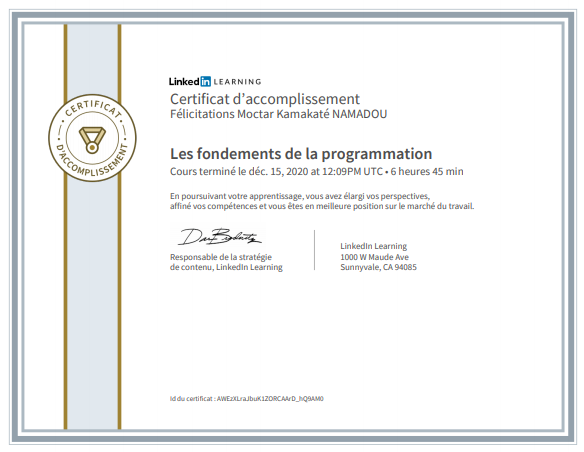 CERTIFICAT
D'ACCOMPLISSEMENT
Linked in LEARNING
Certificat d’accomplissement
Félicitations Moctar Kamakaté NAMADOU
Les fondements de la programmation
Cours terminé le déc. 15, 2020 at 12:09PM UTC • 6 heures 45 min
En poursuivant votre apprentissage, vous avez élargi vos perspectives,
affiné vos compétences et vous êtes en meilleure position sur le marché du travail.
Responsable de la stratégie
de contenu, LinkedIn Learning
LinkedIn Learning
1000 W Maude Ave
Sunnyvale, CA 94085
Id du certificat : AWEzXLraJbuK1ZORCAArD_hQ9AM0